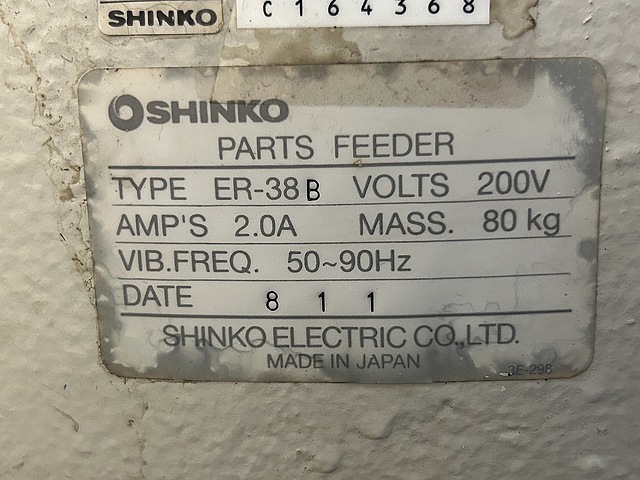 SHINKO
C 1 6 4 3 6 8
SHINKO
PARTS FEEDER
TYPE ER-38 B VOLTS 200V
AMP'S 2.0A MASS. 80 kg
VIB.FREQ. 50~90Hz
DATE 8 1 1
SHINKO ELECTRIC CO.,LTD.
MADE IN JAPAN
3E-298